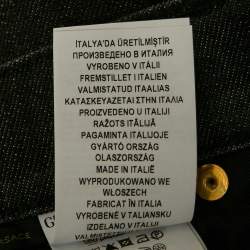 İTALYA'DA ÜRETİLMİŞTİR
ПРОИЗВЕДЕНО В ИТАЛИЯ
VYROBENO V ITÁLII
FREMSTILLET I ITALIEN
VALMISTATUD ITAALIAS
ΚΑΤΑΣΚΕΥΑΖΕΤΑΙ ΣΤΗΝ ΙΤΑΛΙΑ
PROIZVEDENO U ITALIJI
RAŽOTS ITĀLIJĀ
PAGAMINTA ITALIJOJE
GYÁRTÓ ORSZÁG
OLASZORSZÁG
MADE IN ITALIË
WYPRODUKOWANO WE
WŁOSZECH
FABRICAT ÎN ITALIA
VYROBENÉ V TALIANSKU
IZDELANO V ITALIJI